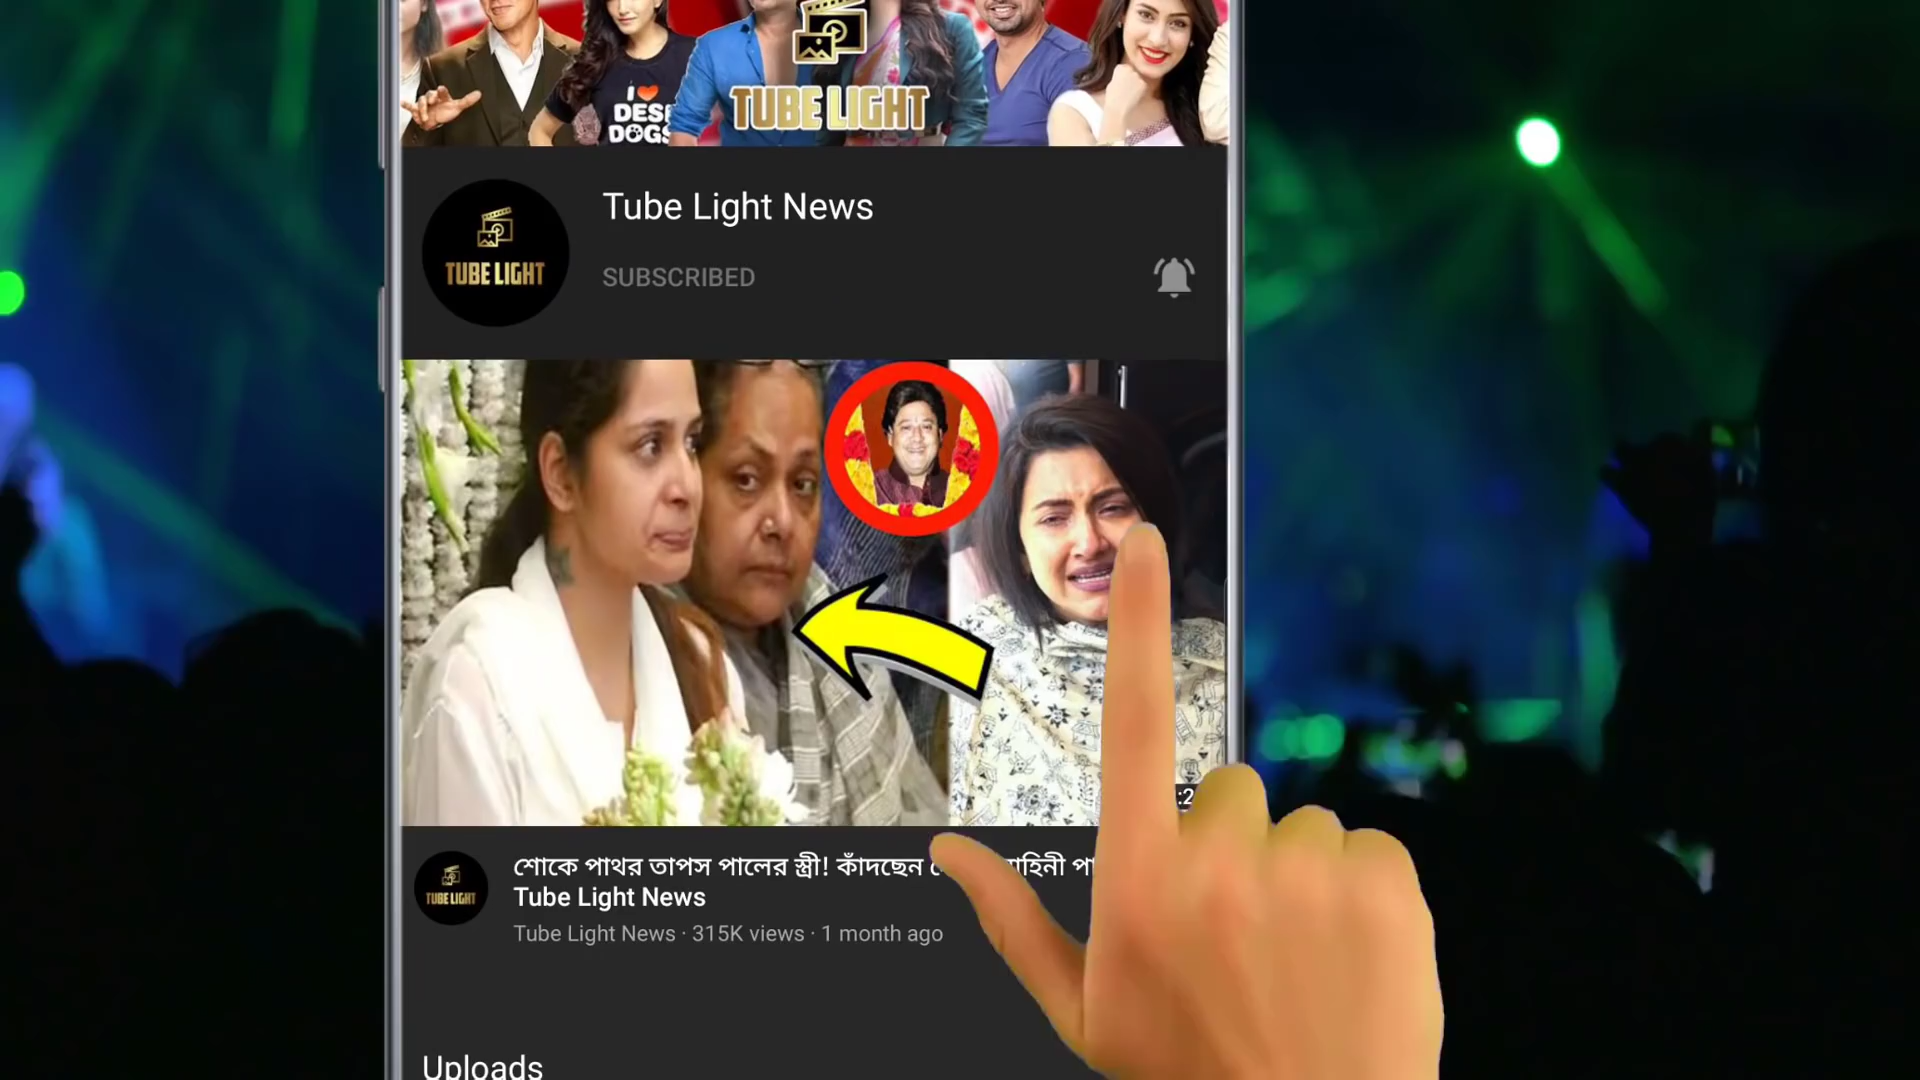 I
DESI
DOGS
TUBE LIGHT
Tube Light News
TUBE LIGHT
SUBSCRIBED
:2
শোকে পাথর তাপস পালের স্ত্রী! কাঁদছেন
TUBE LIGHT
Tube Light News
Tube Light News · 315K views · 1 month ago
Uploads